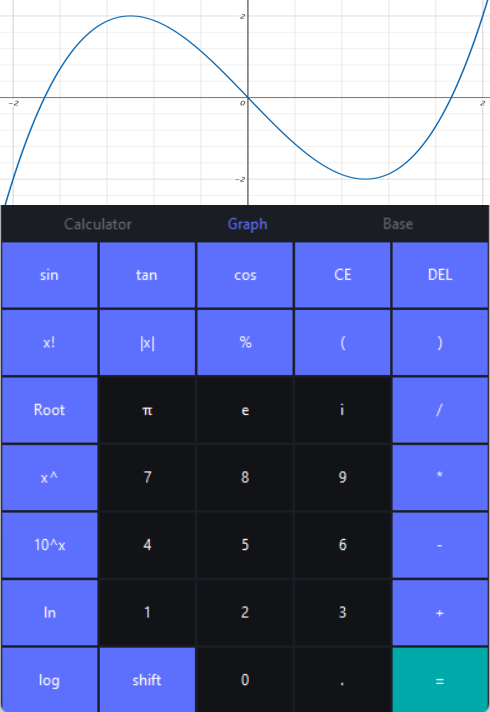 2
-2 0 2
-2
Calculator Graph Base
sin tan cos CE DEL
x! |x| % ( )
Root π e i /
x^ 7 8 9 *
10^x 4 5 6 -
ln 1 2 3 +
log shift 0 . =